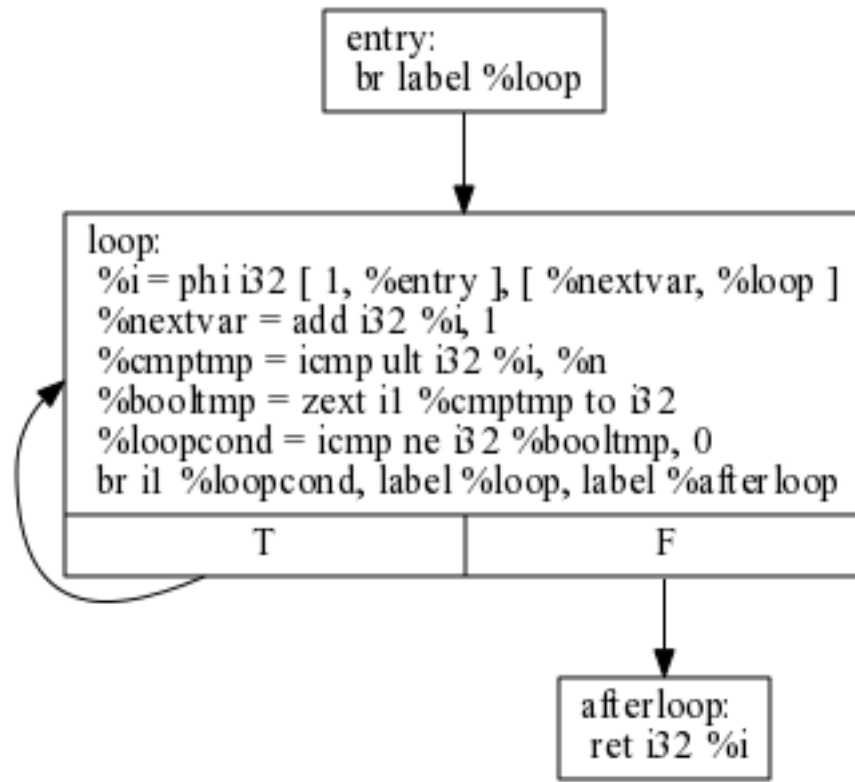 entry:
br label %loop
loop:
%i = phi i32 [ 1, %entry ], [ %nextvar, %loop ]
%nextvar = add i32 %i, 1
%cmptmp = icmp ult i32 %i, %n
%booltmp = zext i1 %cmptmp to i32
%loopcond = icmp ne i32 %booltmp, 0
br i1 %loopcond, label %loop, label %afterloop
T
F
afterloop:
ret i32 %i